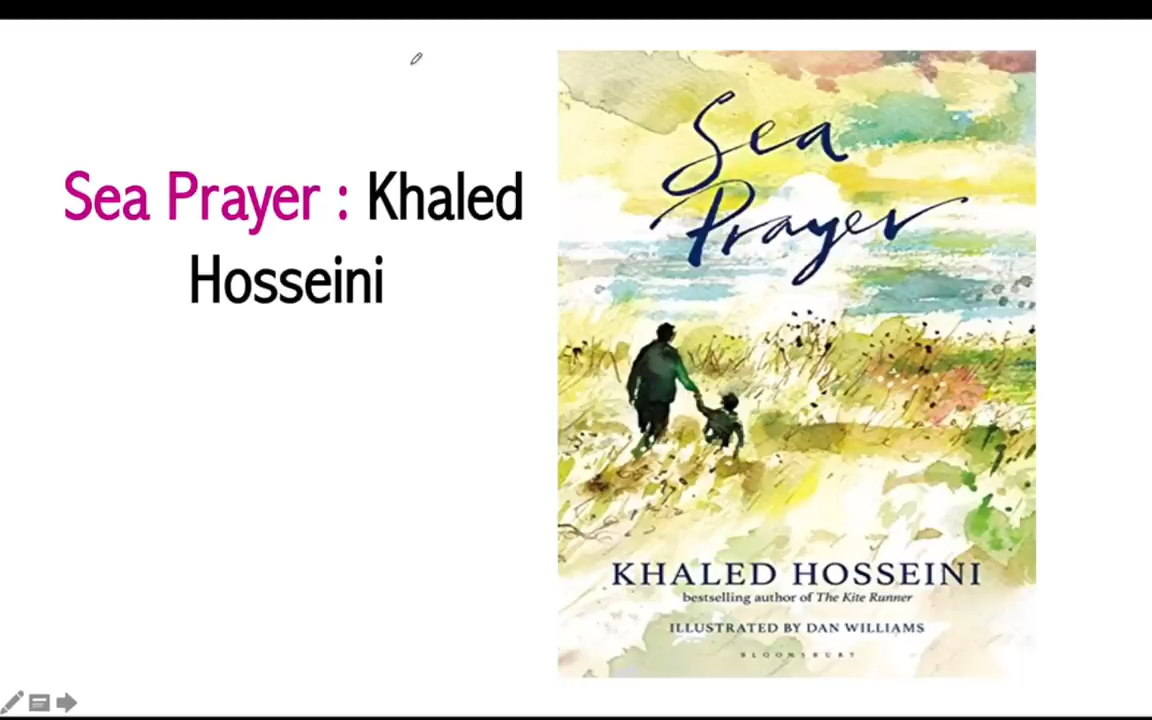 Sea Prayer : Khaled
Hosseini
Sea
Prayer
KHALED HOSSEINI
bestselling author of The Kite Runner
ILLUSTRATED BY DAN WILLIAMS
BLOOMSBURY